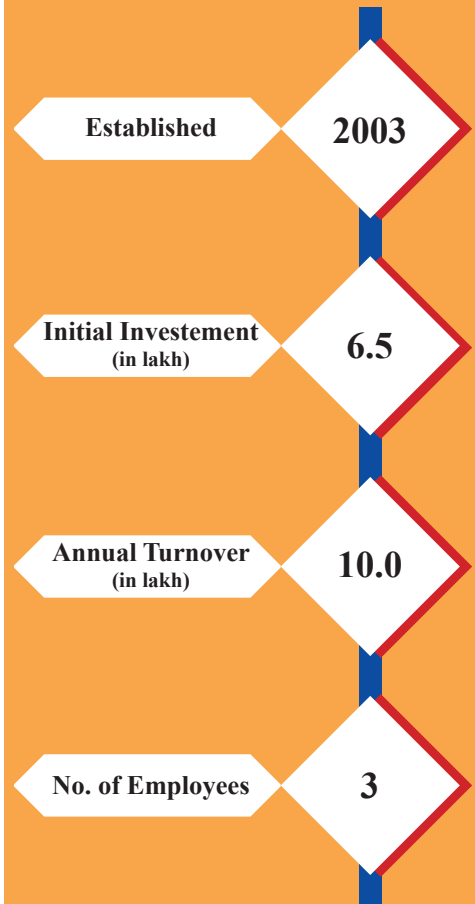 Established
2003
Initial Investement
(in lakh)
6.5
Annual Turnover
(in lakh)
10.0
No. of Employees
3